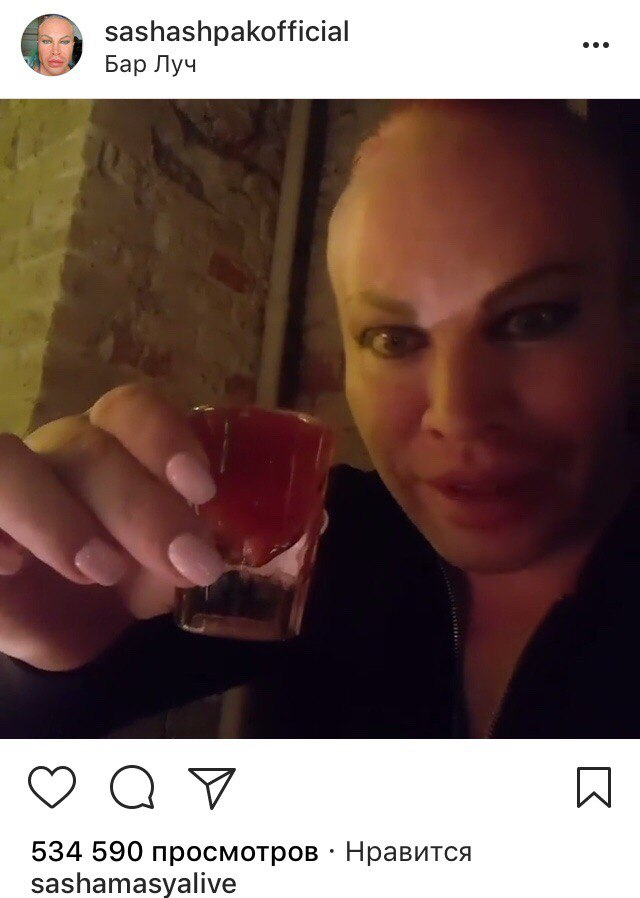 sashashpakofficial
Бар Луч
534 590 просмотров · Нравится
sashamasyalive